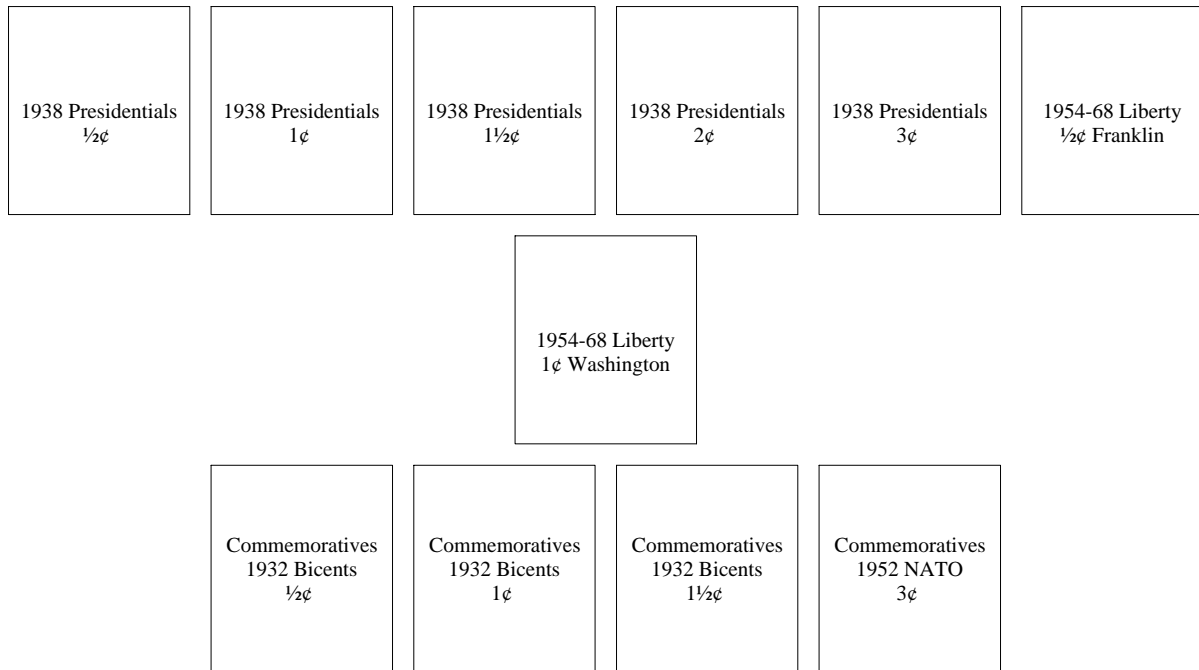 1938 Presidentials
½¢
1938 Presidentials
1¢
1938 Presidentials
1½¢
1938 Presidentials
2¢
1938 Presidentials
3¢
1954-68 Liberty
½¢ Franklin
1954-68 Liberty
1¢ Washington
Commemoratives
1932 Bicents
½¢
Commemoratives
1932 Bicents
1¢
Commemoratives
1932 Bicents
1½¢
Commemoratives
1952 NATO
3¢